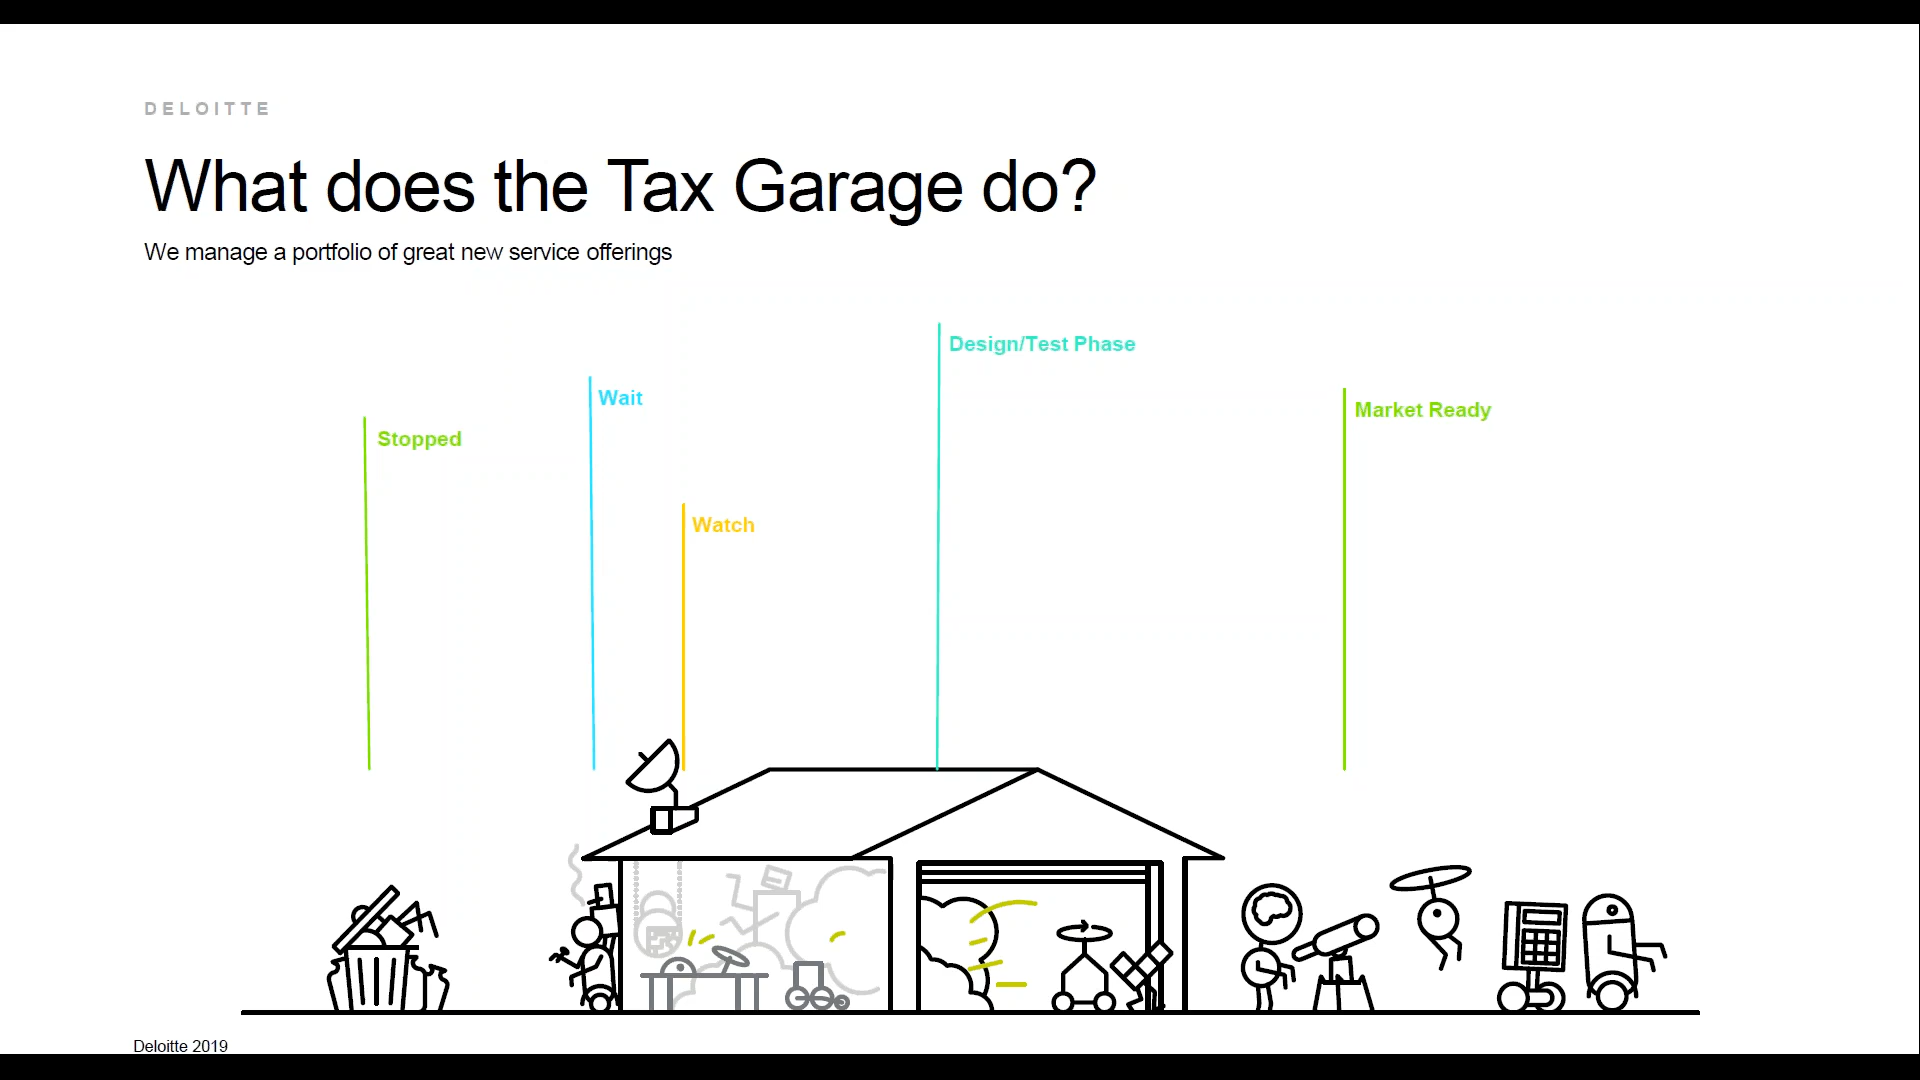 DELOITTE
What does the Tax Garage do?
We manage a portfolio of great new service offerings
Design/Test Phase
Wait
Market Ready
Stopped
Watch
Deloitte 2019